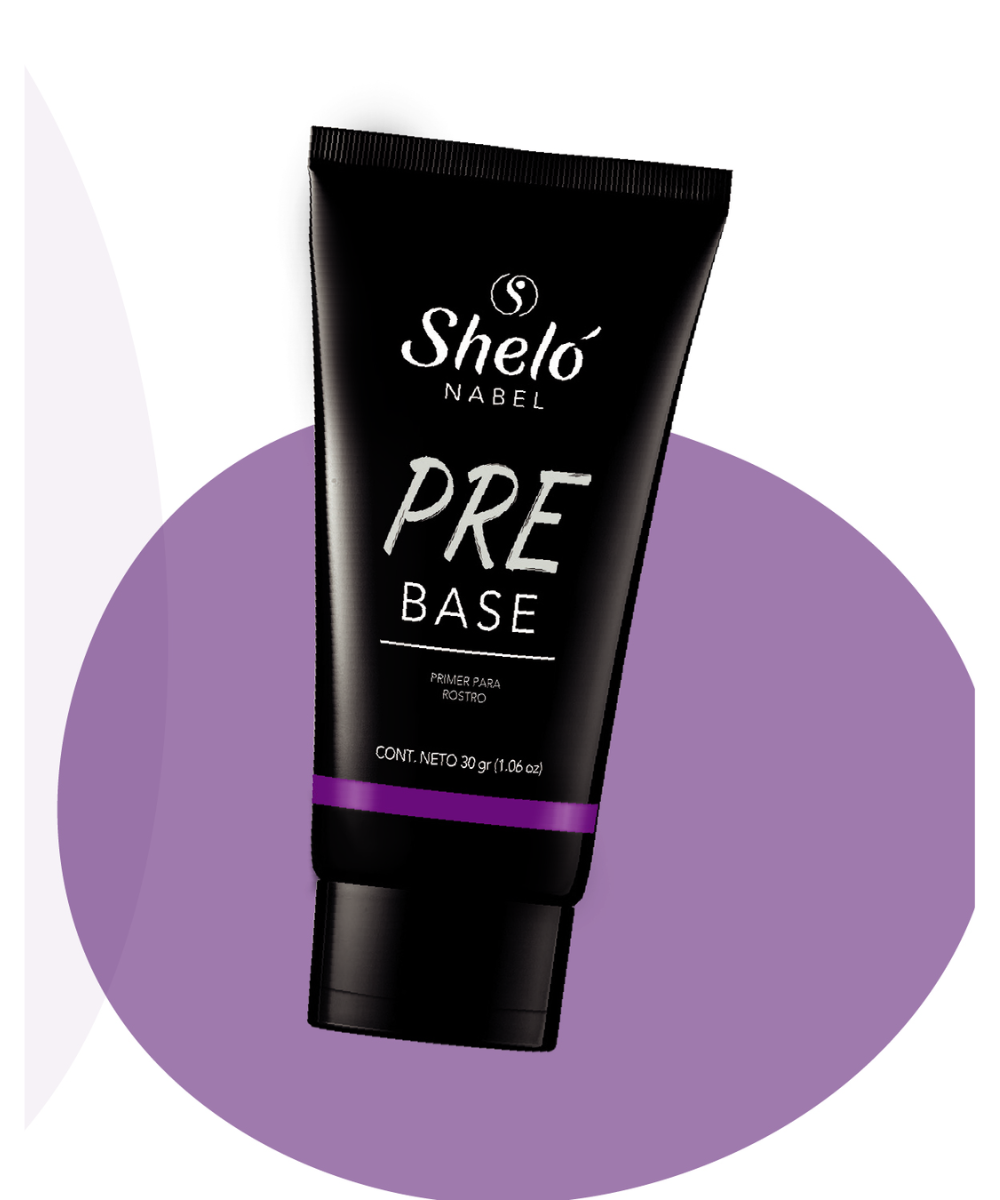 Sheló
NABEL
PRE
BASE
PRIMER PARA
ROSTRO
CONT. NETO 30 gr (1.06 oz)